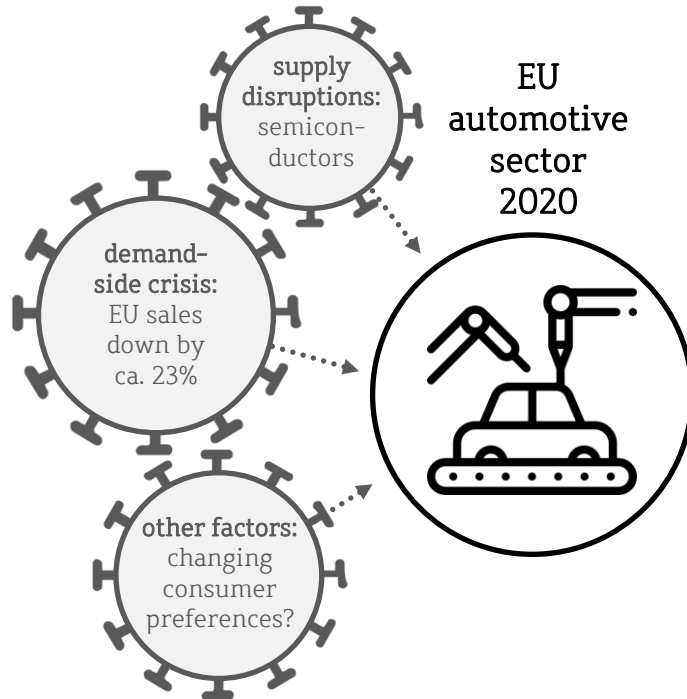 supply
disruptions:
semicon-
ductors
EU
automotive
sector
2020
demand-
side crisis:
EU sales
down by
ca. 23%
other factors:
changing
consumer
preferences?